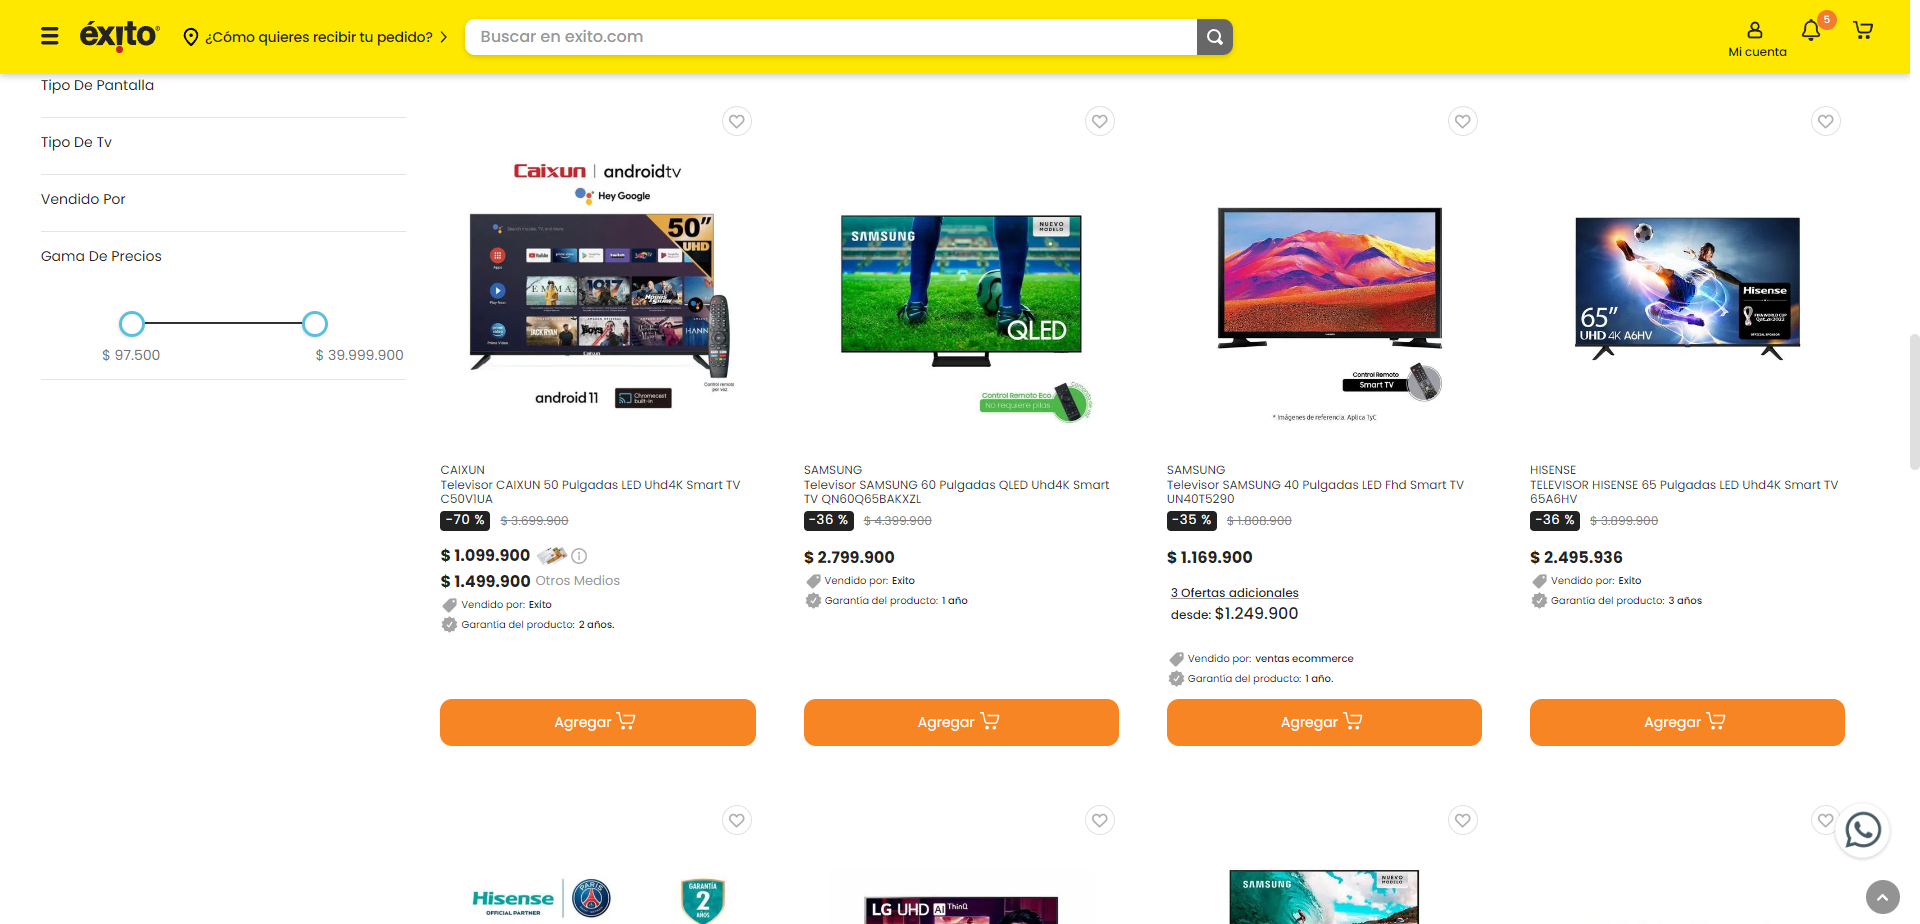 éxito
¿Cómo quieres recibir tu pedido?
Buscar en exito.com
Mi cuenta
5
Tipo De Pantalla
Tipo De Tv
Vendido Por
Gama De Precios
$ 97.500
$ 39.999.900
Caixun | androidtv
Hey Google
50”
UHD
android 11
Chromecast
built-in
Control remoto
por voz
CAIXUN
Televisor CAIXUN 50 Pulgadas LED Uhd4K Smart TV
C50V1UA
-70 %
$ 3.699.900
$ 1.099.900
$ 1.499.900 Otros Medios
Vendido por: Exito
Garantía del producto: 2 años.
Agregar
SAMSUNG
NUEVO
MODELO
QLED
Control Remoto Eco
No requiere pilas
SAMSUNG
Televisor SAMSUNG 60 Pulgadas QLED Uhd4K Smart
TV QN60Q65BAKXZL
-36 %
$ 4.399.900
$ 2.799.900
Vendido por: Exito
Garantía del producto: 1 año
Agregar
Control Remoto
Smart TV
* Imágenes de referencia. Aplica TyC
SAMSUNG
Televisor SAMSUNG 40 Pulgadas LED Fhd Smart TV
UN40T5290
-35 %
$ 1.808.900
$ 1.169.900
3 Ofertas adicionales
desde: $1.249.900
Vendido por: ventas ecommerce
Garantía del producto: 1 año.
Agregar
Hisense
65”
UHD 4K A6HV
HISENSE
TELEVISOR HISENSE 65 Pulgadas LED Uhd4K Smart TV
65A6HV
-36 %
$ 3.899.900
$ 2.495.936
Vendido por: Exito
Garantía del producto: 3 años
Agregar
Hisense
OFFICIAL PARTNER
PARIS
GARANTÍA
2
AÑOS
LG UHD AI ThinQ
SAMSUNG
NUEVO
MODELO